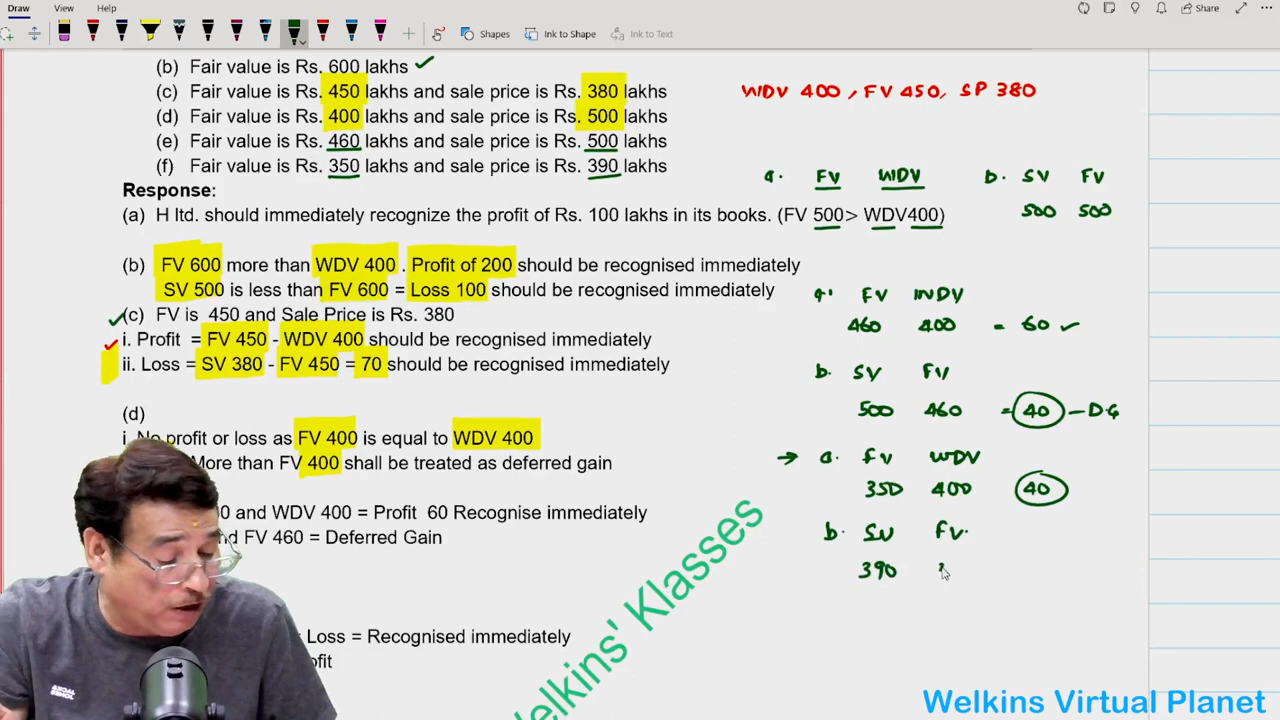 Draw View Help
Share
Shapes Ink to Shape Ink to Text
(b) Fair value is Rs. 600 lakhs
(c) Fair value is Rs. 450 lakhs and sale price is Rs. 380 lakhs
WDV 400, FV 450, SP 380
(d) Fair value is Rs. 400 lakhs and sale price is Rs. 500 lakhs
(e) Fair value is Rs. 460 lakhs and sale price is Rs. 500 lakhs
(f) Fair value is Rs. 350 lakhs and sale price is Rs. 390 lakhs
a. FV WDV b. SV FV
Response:
500 500
(a) H ltd. should immediately recognize the profit of Rs. 100 lakhs in its books. (FV 500> WDV400)
(b) FV 600 more than WDV 400 . Profit of 200 should be recognised immediately
SV 500 is less than FV 600 = Loss 100 should be recognised immediately
a. FV WDV
(c) FV is 450 and Sale Price is Rs. 380
460 400 = 60
i. Profit = FV 450 - WDV 400 should be recognised immediately
ii. Loss = SV 380 - FV 450 = 70 should be recognised immediately
b. SV FV
500 460 = 40 - D.G
(d)
i. No profit or loss as FV 400 is equal to WDV 400
a. FV WDV
More than FV 400 shall be treated as deferred gain
350 400 40
and WDV 400 = Profit 60 Recognise immediately
b. SV FV.
and FV 460 = Deferred Gain
390
Loss = Recognised immediately
Welkins' Klasses
Welkins Virtual Planet